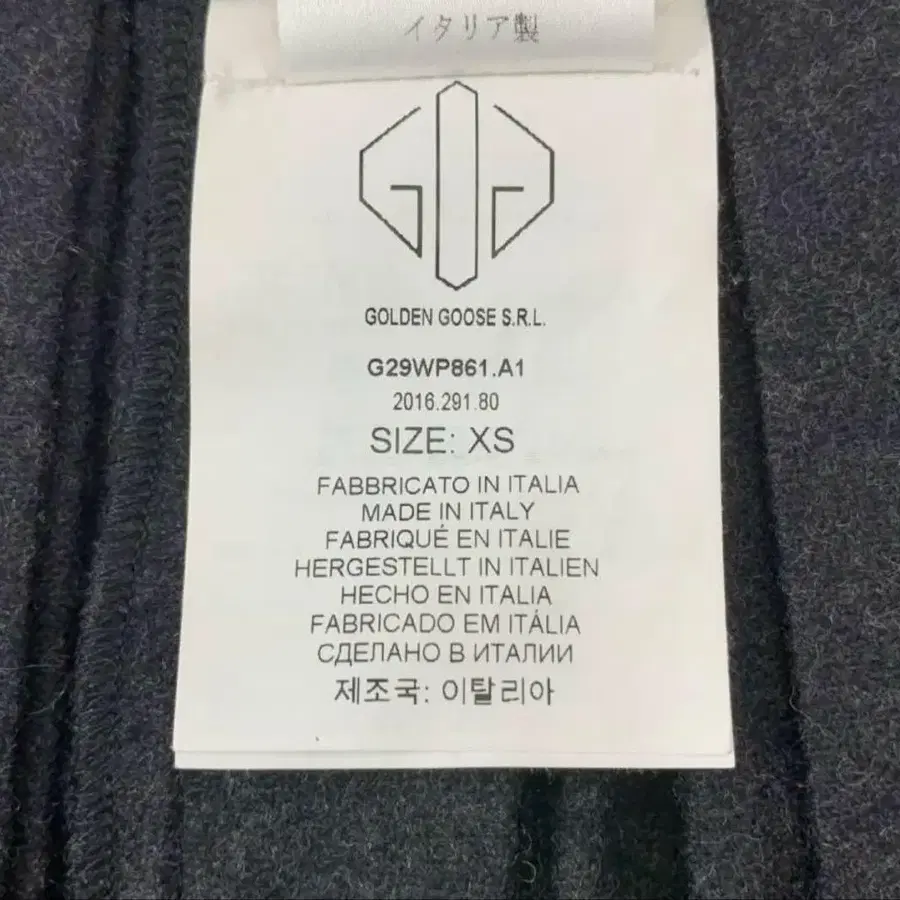 イタリア製
GOLDEN GOOSE S.R.L.
G29WP861.A1
2016.291.80
SIZE: XS
FABBRICATO IN ITALIA
MADE IN ITALY
FABRIQUÉ EN ITALIE
HERGESTELLT IN ITALIEN
HECHO EN ITALIA
FABRICADO EM ITÁLIA
СДЕЛАНО В ИТАЛИИ
제조국: 이탈리아